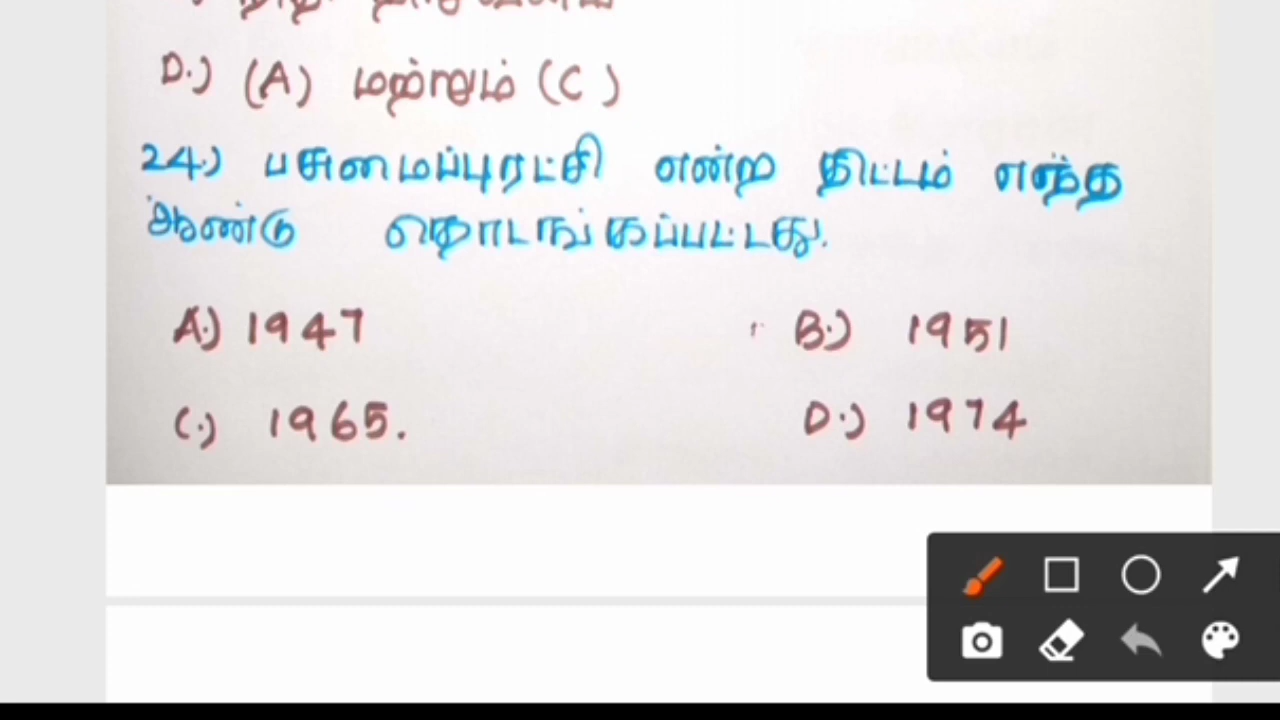 D.) (A) மற்றும் (C)
24.) பசுமைப்புரட்சி என்ற திட்டம் எந்த
ஆண்டு தொடங்கப்பட்டது.
A.) 1947 B.) 1951
C.) 1965. D.) 1974